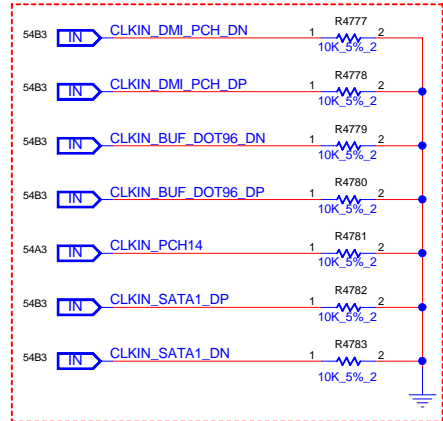 54B3 IN CLKIN_DMI_PCH_DN 1 R4777 2
10K_5%_2
54B3 IN CLKIN_DMI_PCH_DP 1 R4778 2
10K_5%_2
54B3 IN CLKIN_BUF_DOT96_DN 1 R4779 2
10K_5%_2
54B3 IN CLKIN_BUF_DOT96_DP 1 R4780 2
10K_5%_2
54A3 IN CLKIN_PCH14 1 R4781 2
10K_5%_2
54B3 IN CLKIN_SATA1_DP 1 R4782 2
10K_5%_2
54B3 IN CLKIN_SATA1_DN 1 R4783 2
10K_5%_2